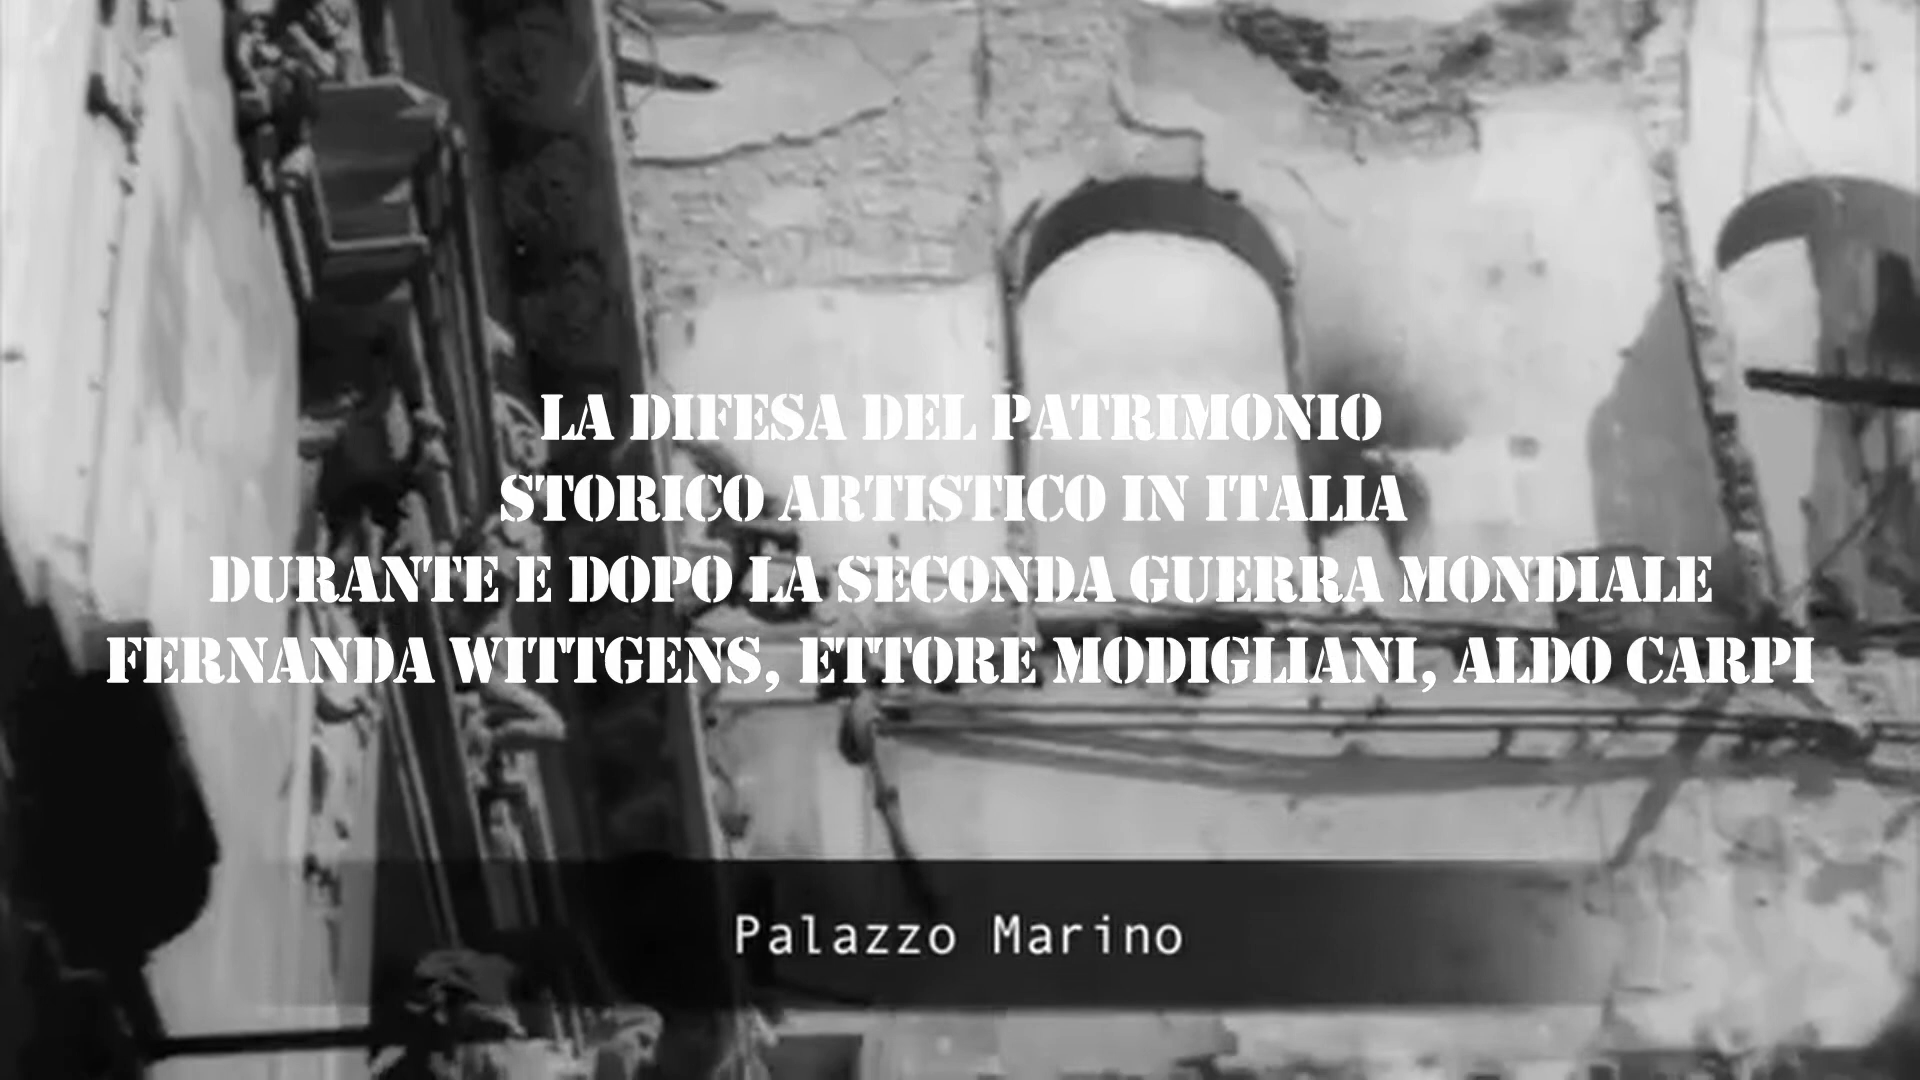 LA DIFESA DEL PATRIMONIO
STORICO ARTISTICO IN ITALIA
DURANTE E DOPO LA SECONDA GUERRA MONDIALE
FERNANDA WITTGENS, ETTORE MODIGLIANI, ALDO CARPI
Palazzo Marino